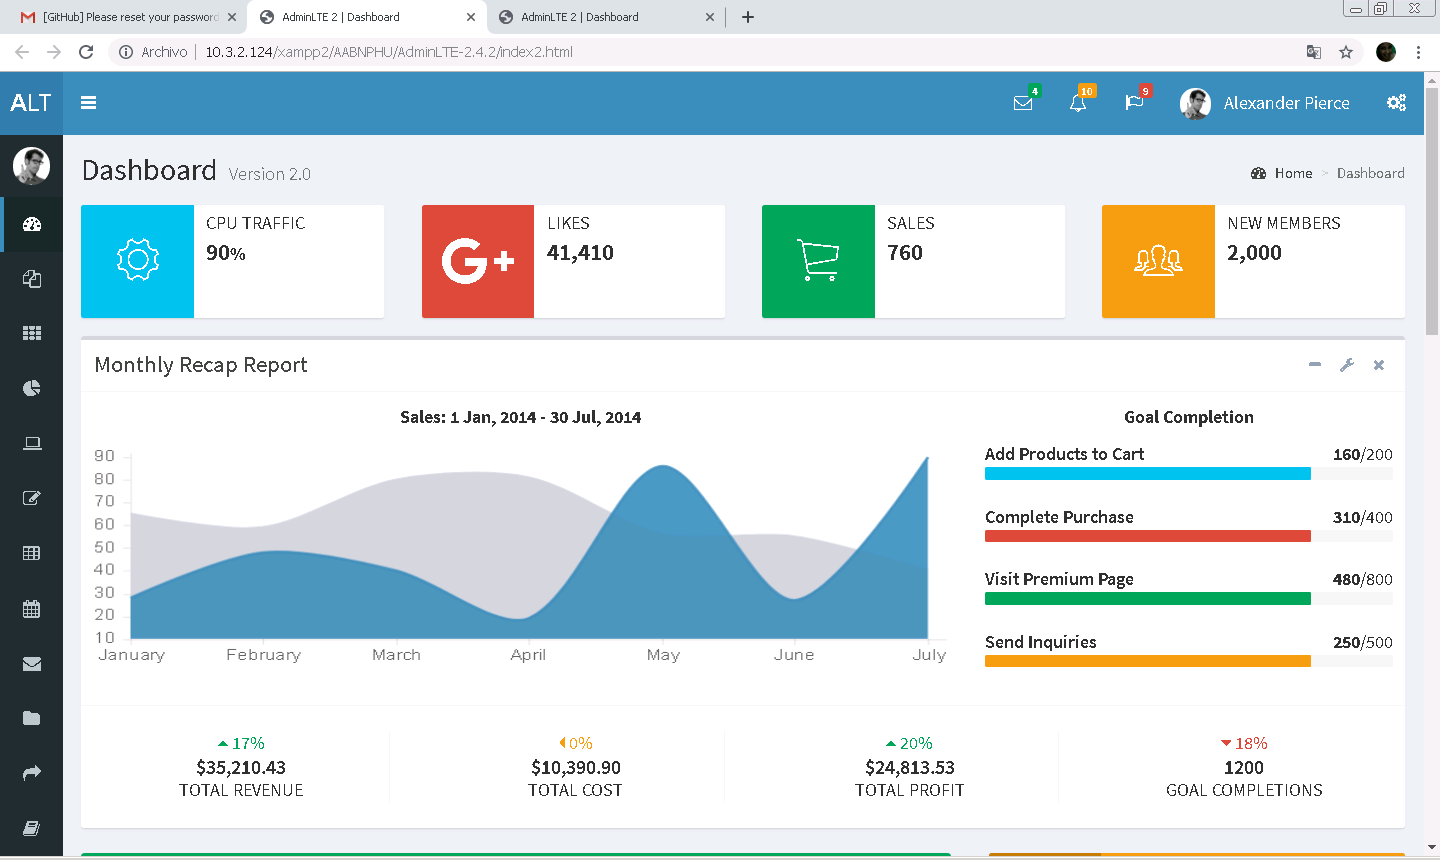 [GitHub] Please reset your password
AdminLTE 2 | Dashboard
AdminLTE 2 | Dashboard
Archivo | 10.3.2.124/xampp2/AABNPHU/AdminLTE-2.4.2/index2.html
ALT
4
10
9
Alexander Pierce
Dashboard Version 2.0
Home > Dashboard
CPU TRAFFIC
90%
LIKES
41,410
SALES
760
NEW MEMBERS
2,000
G+
Monthly Recap Report
Sales: 1 Jan, 2014 - 30 Jul, 2014
90
80
70
60
50
40
30
20
10
January February March April May June July
Goal Completion
Add Products to Cart 160/200
Complete Purchase 310/400
Visit Premium Page 480/800
Send Inquiries 250/500
17%
$35,210.43
TOTAL REVENUE
0%
$10,390.90
TOTAL COST
20%
$24,813.53
TOTAL PROFIT
18%
1200
GOAL COMPLETIONS